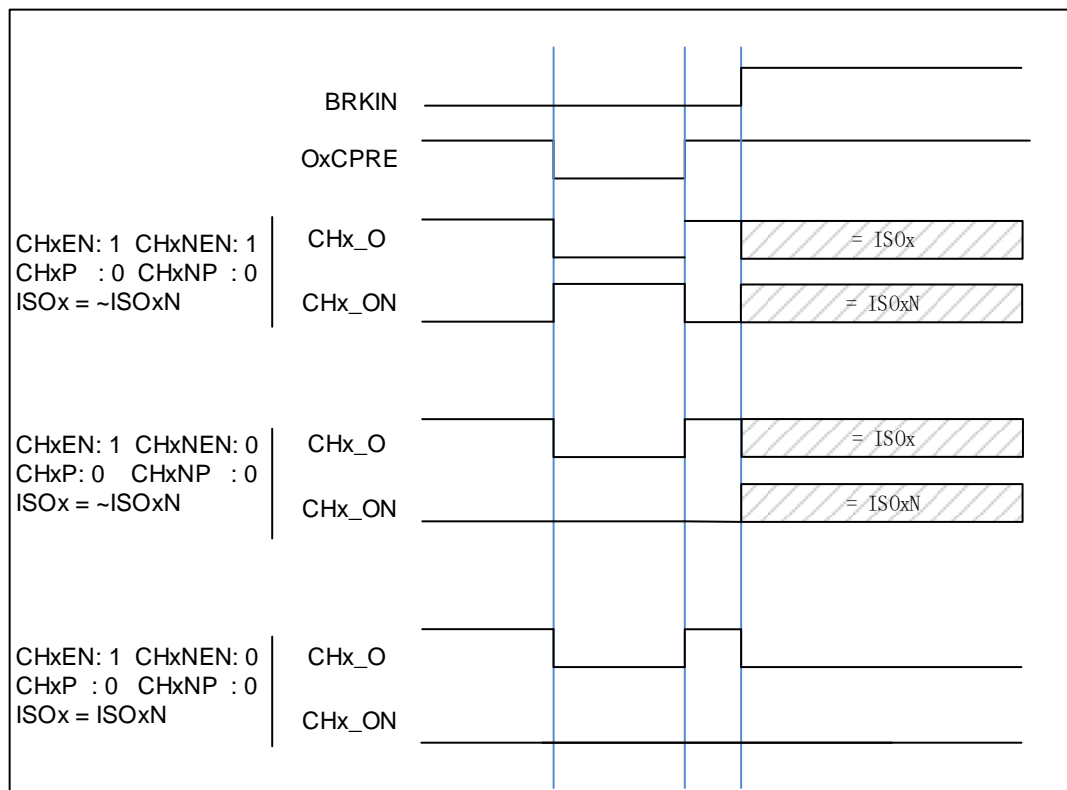 BRKIN
OxCPRE
CHxEN: 1 CHxNEN: 1
CHxP : 0 CHxNP : 0
ISOx = ~ISOxN
CHx_O
= ISOx
CHx_ON
= ISOxN
CHxEN: 1 CHxNEN: 0
CHxP: 0 CHxNP : 0
ISOx = ~ISOxN
CHx_O
= ISOx
CHx_ON
= ISOxN
CHxEN: 1 CHxNEN: 0
CHxP : 0 CHxNP : 0
ISOx = ISOxN
CHx_O
CHx_ON